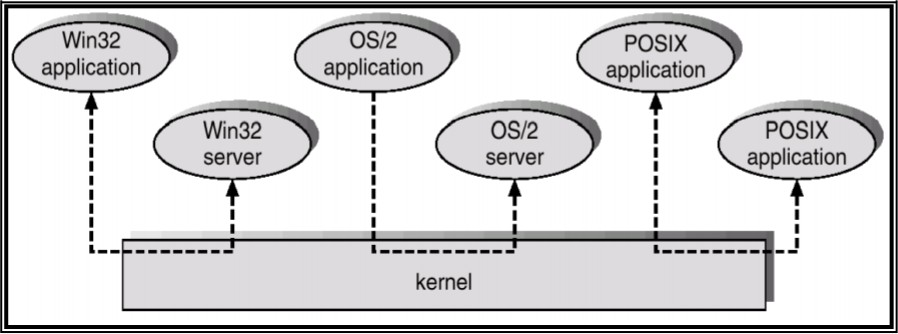 Win32
application
OS/2
application
POSIX
application
Win32
server
OS/2
server
POSIX
application
kernel